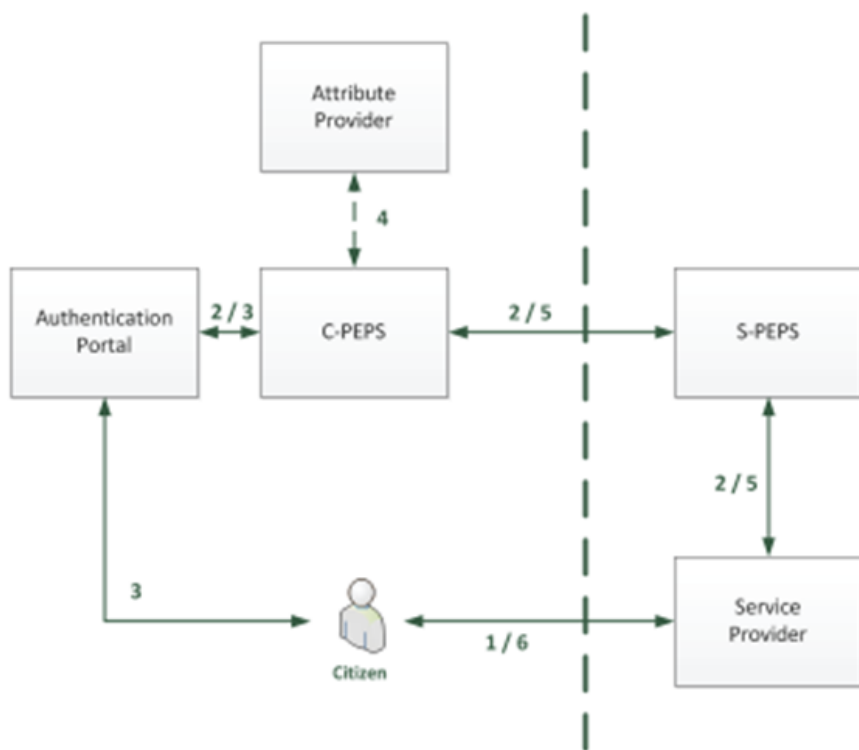 Attribute
Provider
4
Authentication
Portal
2 / 3
C-PEPS
2 / 5
S-PEPS
2 / 5
3
Citizen
1 / 6
Service
Provider